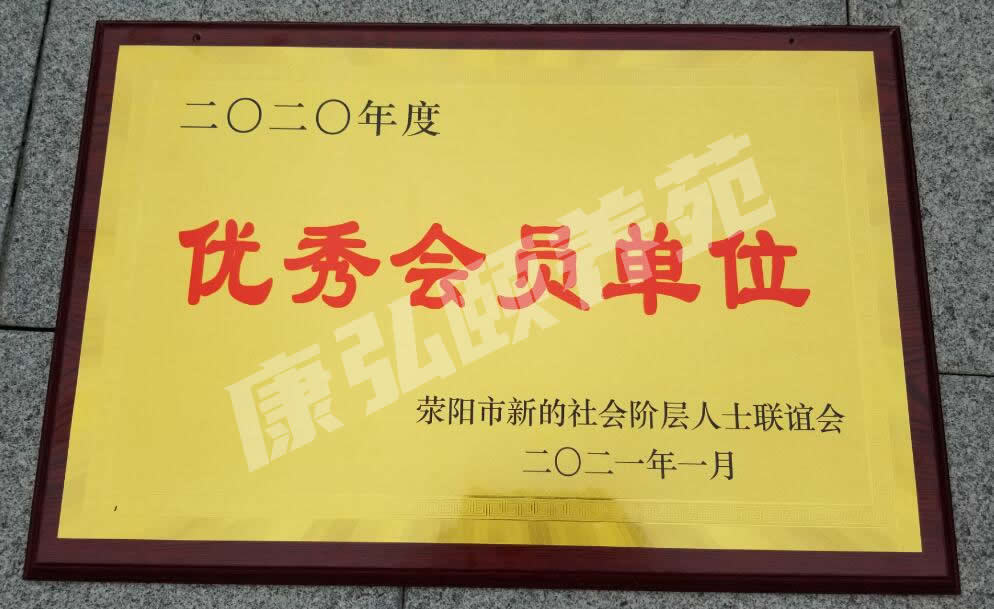 二〇二〇年度
优秀会员单位
康弘颐养苑
荥阳市新的社会阶层人士联谊会
二〇二一年一月